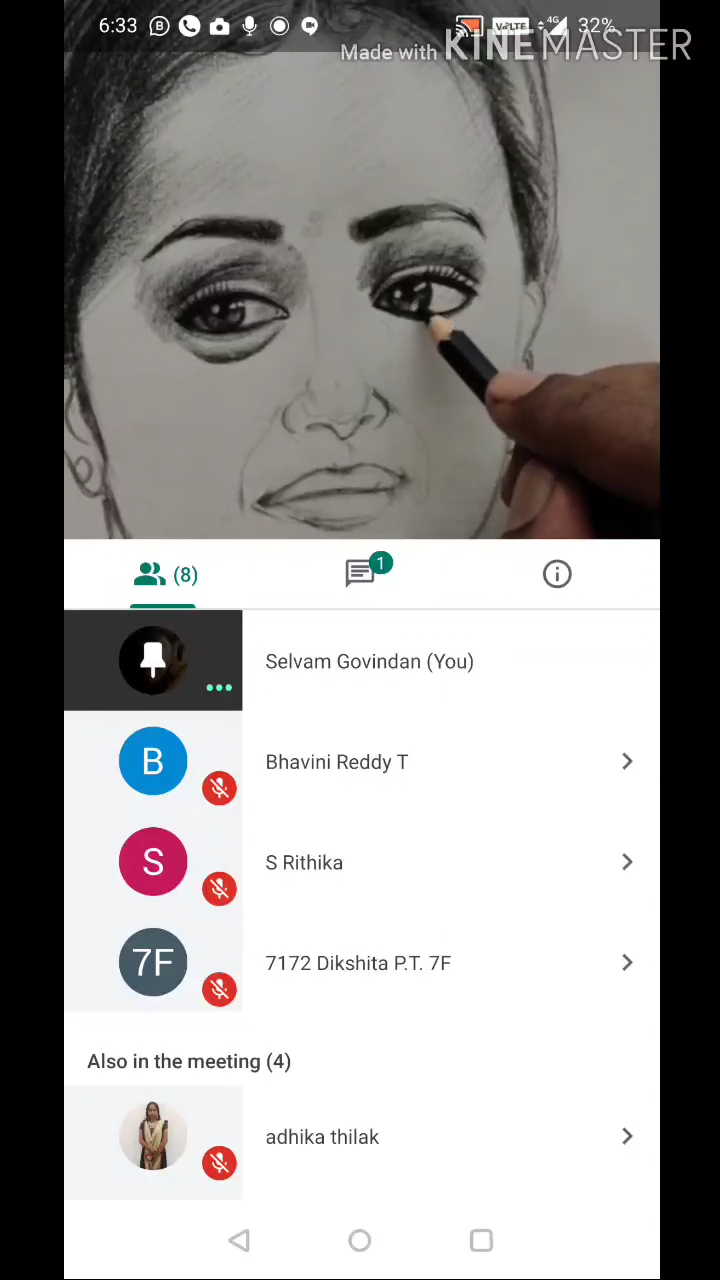 6:33
VoLTE 4G 32%
Made with KINEMASTER
(8)
1
Selvam Govindan (You)
B
Bhavini Reddy T
S
S Rithika
7F
7172 Dikshita P.T. 7F
Also in the meeting (4)
adhika thilak